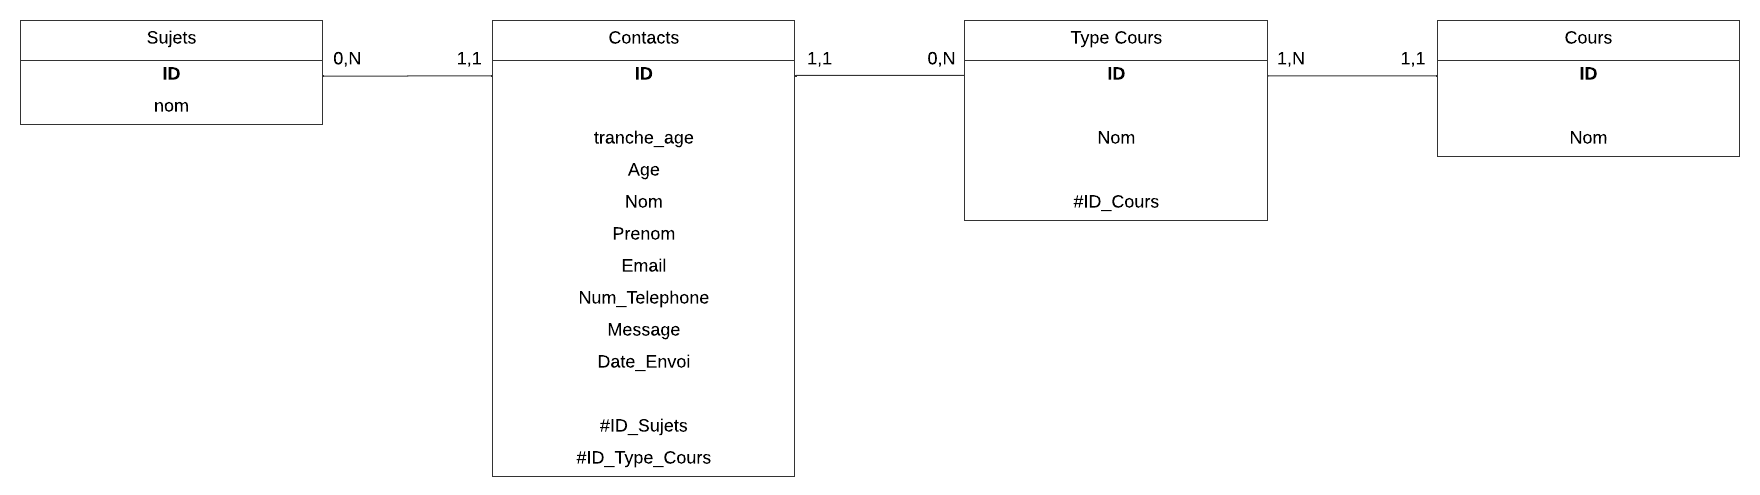 Sujets
ID
nom
0,N
1,1
Contacts
ID
tranche_age
Age
Nom
Prenom
Email
Num_Telephone
Message
Date_Envoi
#ID_Sujets
#ID_Type_Cours
1,1
0,N
Type Cours
ID
Nom
#ID_Cours
1,N
1,1
Cours
ID
Nom